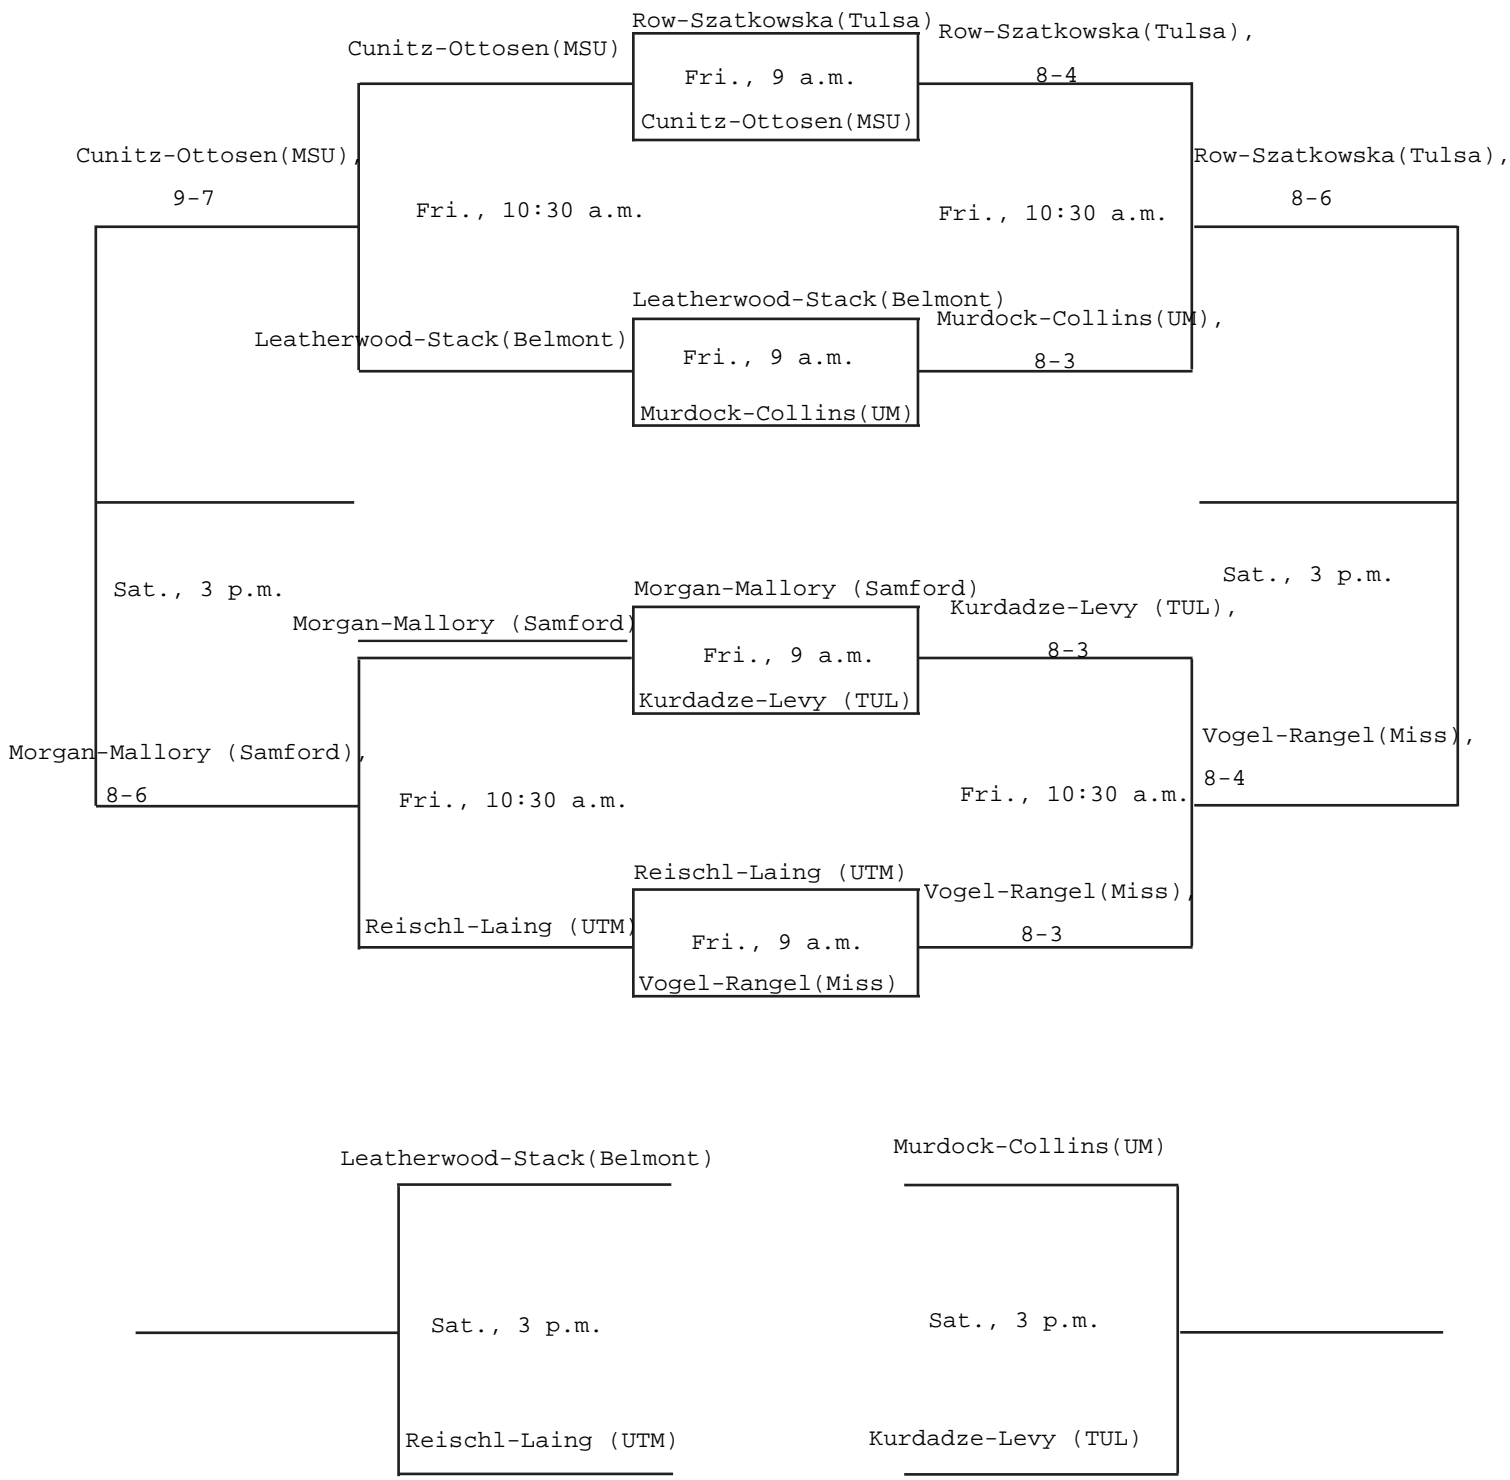 Row-Szatkowska(Tulsa)
Row-Szatkowska(Tulsa),
8-4
Cunitz-Ottosen(MSU)
Fri., 9 a.m.
Cunitz-Ottosen(MSU)
Cunitz-Ottosen(MSU),
9-7
Row-Szatkowska(Tulsa),
8-6
Fri., 10:30 a.m.
Fri., 10:30 a.m.
Leatherwood-Stack(Belmont)
Murdock-Collins(UM),
8-3
Leatherwood-Stack(Belmont)
Fri., 9 a.m.
Murdock-Collins(UM)
Sat., 3 p.m.
Sat., 3 p.m.
Morgan-Mallory (Samford)
Kurdadze-Levy (TUL),
8-3
Morgan-Mallory (Samford)
Fri., 9 a.m.
Kurdadze-Levy (TUL)
Morgan-Mallory (Samford),
8-6
Vogel-Rangel(Miss),
8-4
Fri., 10:30 a.m.
Fri., 10:30 a.m.
Reischl-Laing (UTM)
Vogel-Rangel(Miss),
8-3
Reischl-Laing (UTM)
Fri., 9 a.m.
Vogel-Rangel(Miss)
Leatherwood-Stack(Belmont)
Murdock-Collins(UM)
Sat., 3 p.m.
Sat., 3 p.m.
Reischl-Laing (UTM)
Kurdadze-Levy (TUL)